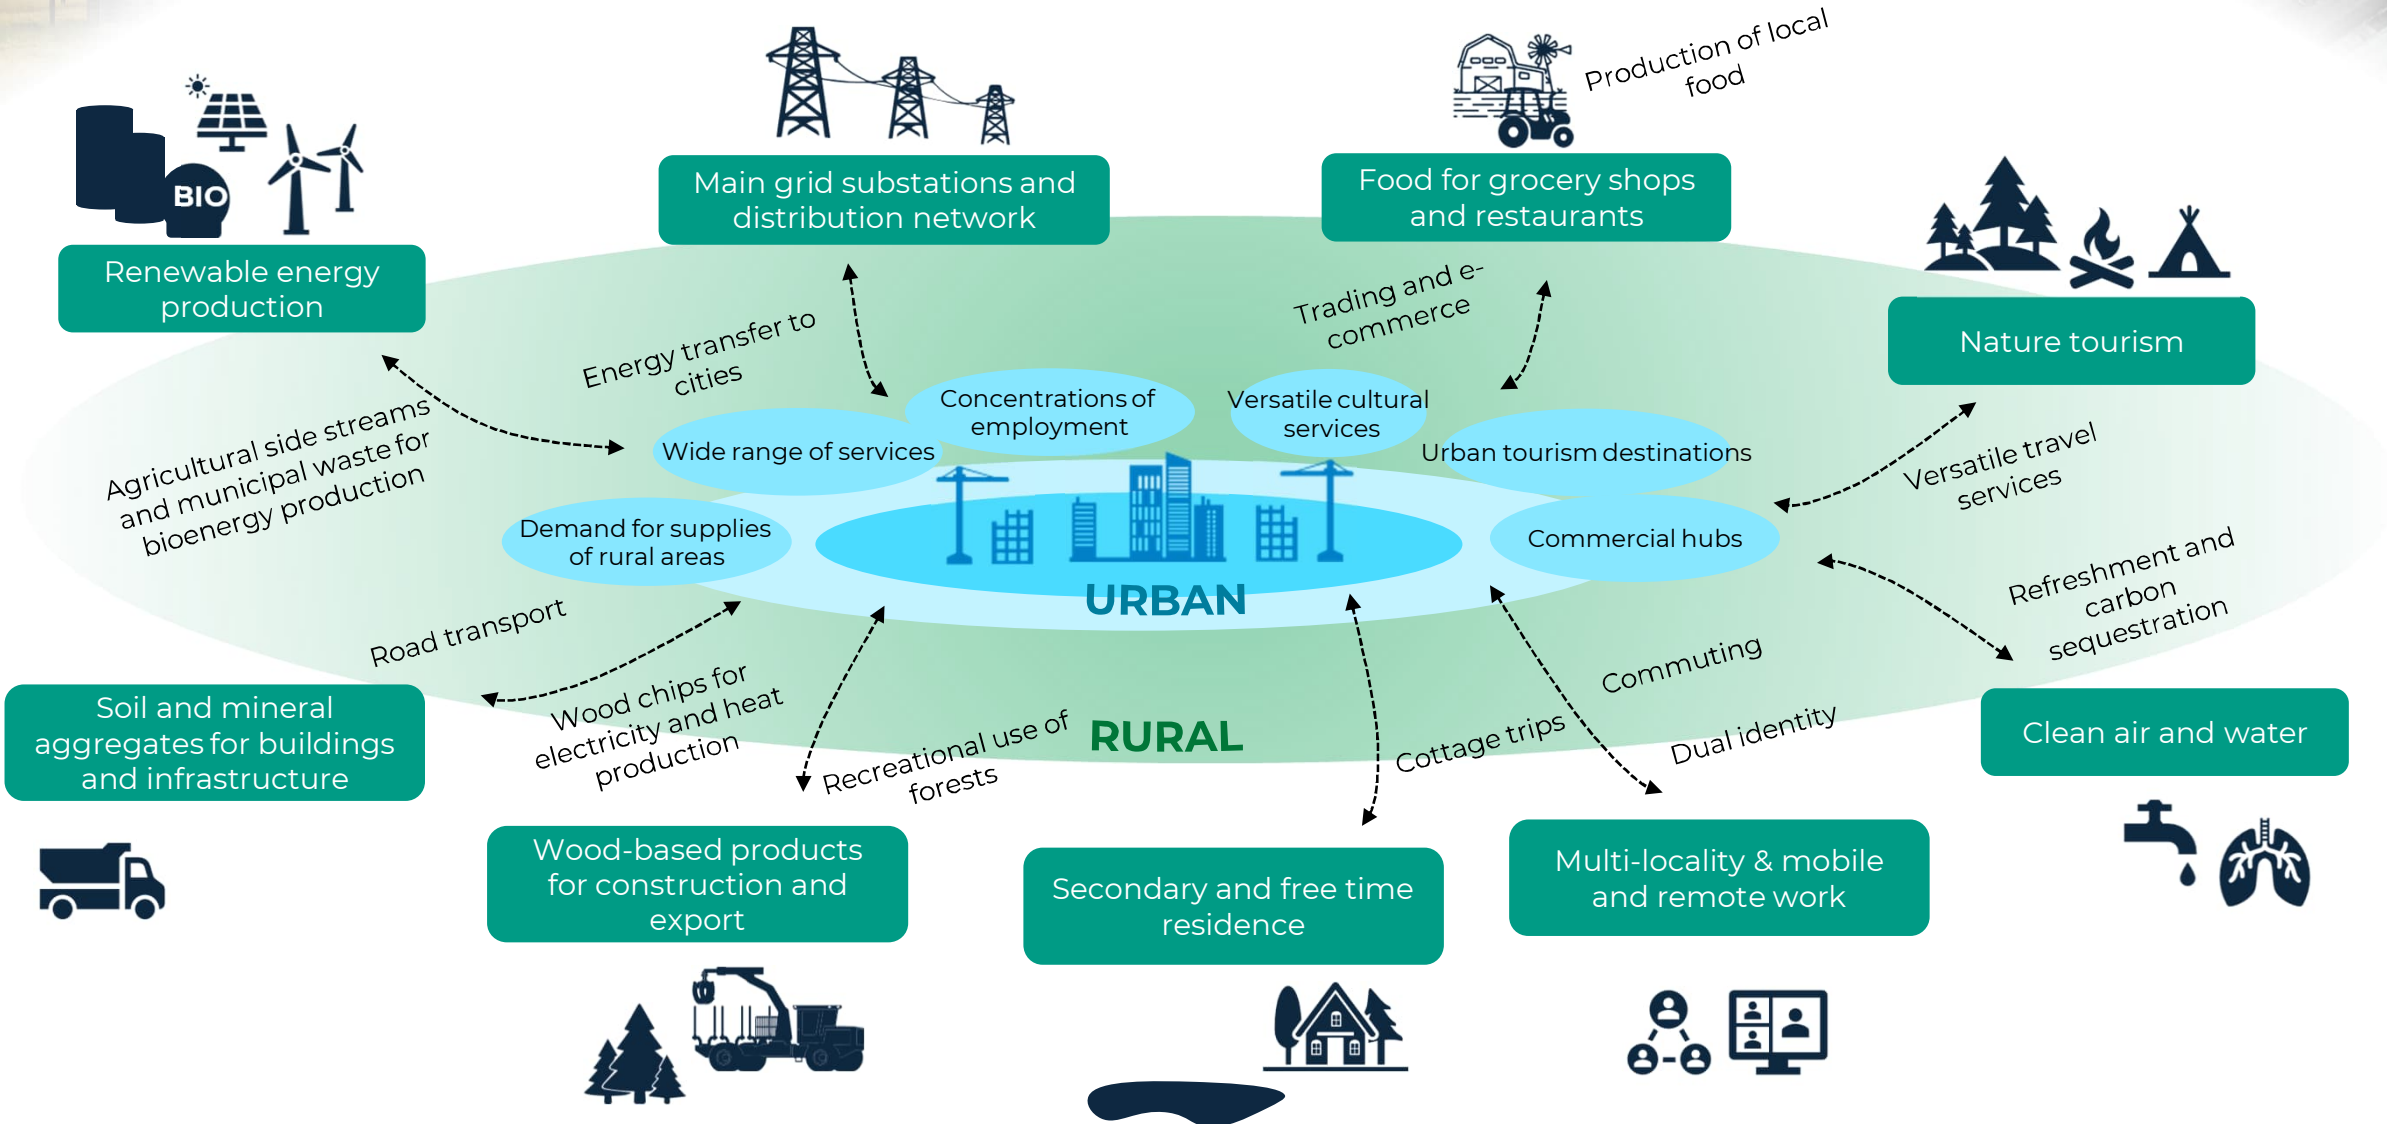 Production of local
food
BIO
Main grid substations and
distribution network
Food for grocery shops
and restaurants
Renewable energy
production
Nature tourism
Energy transfer to
cities
Trading and e-
commerce
Agricultural side streams
and municipal waste for
bioenergy production
Concentrations of
employment
Versatile cultural
services
Wide range of services
Urban tourism destinations
Versatile travel
services
Demand for supplies
of rural areas
Commercial hubs
URBAN
Refreshment and
carbon
sequestration
Road transport
Wood chips for
electricity and heat
production
Recreational use of
forests
RURAL
Cottage trips
Commuting
Dual identity
Soil and mineral
aggregates for buildings
and infrastructure
Clean air and water
Wood-based products
for construction and
export
Secondary and free time
residence
Multi-locality & mobile
and remote work